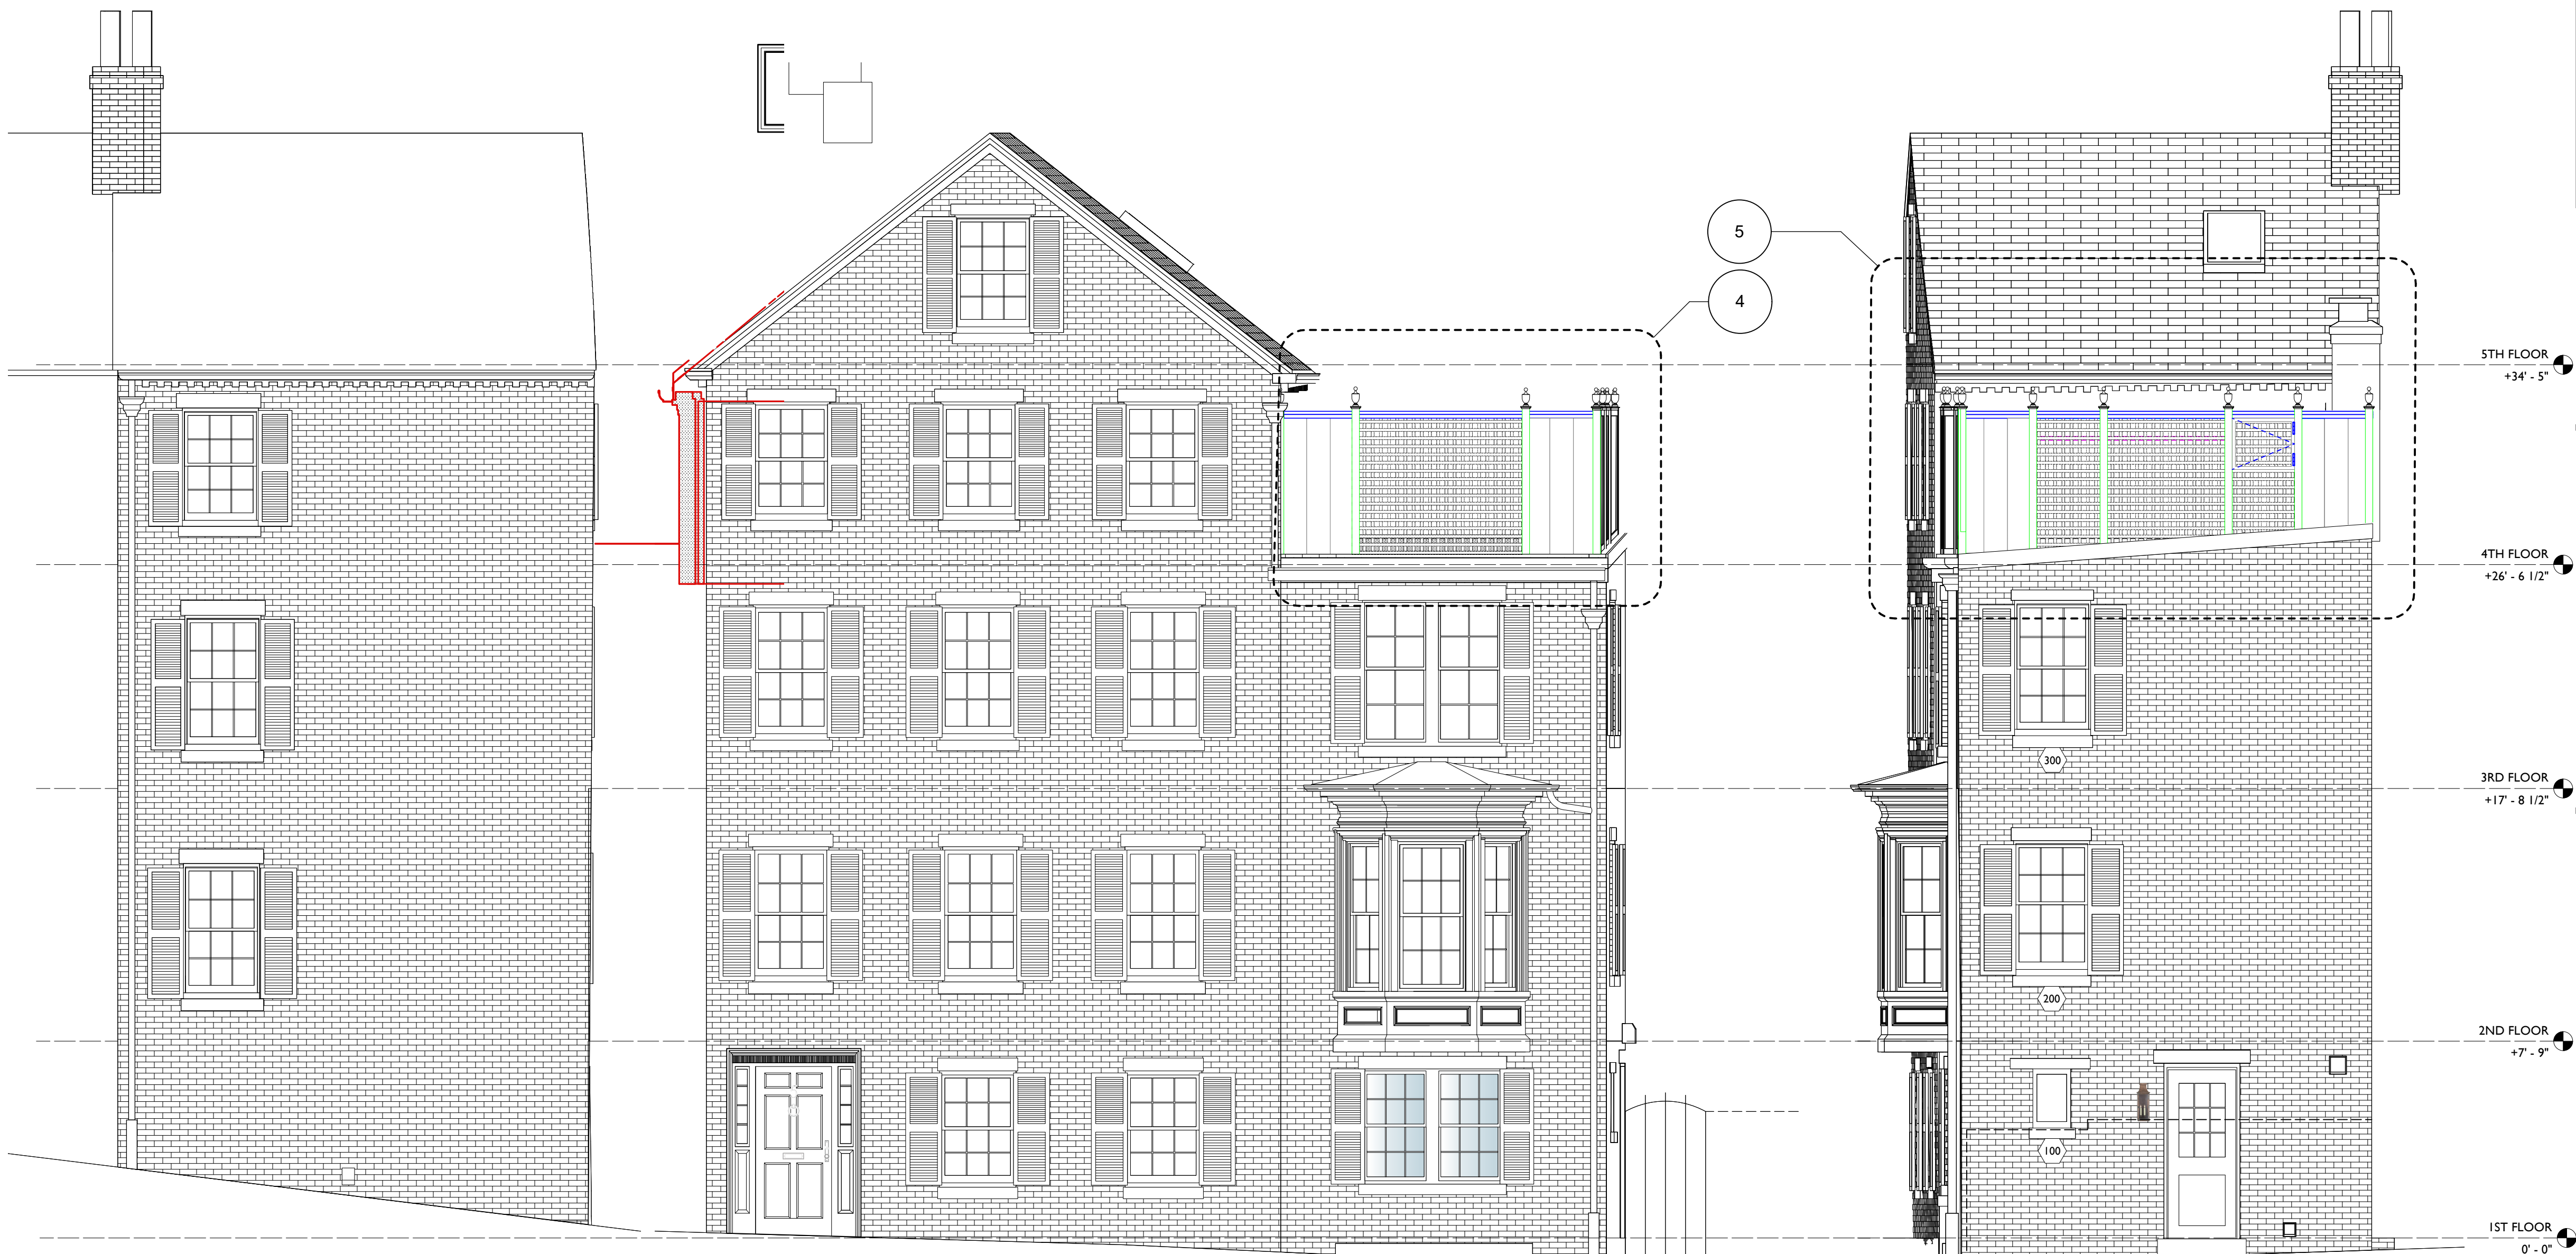 5
4
5TH FLOOR
+34' - 5"
4TH FLOOR
+26' - 6 1/2"
300
3RD FLOOR
+17' - 8 1/2"
200
2ND FLOOR
+7' - 9"
100
1ST FLOOR
0' - 0"